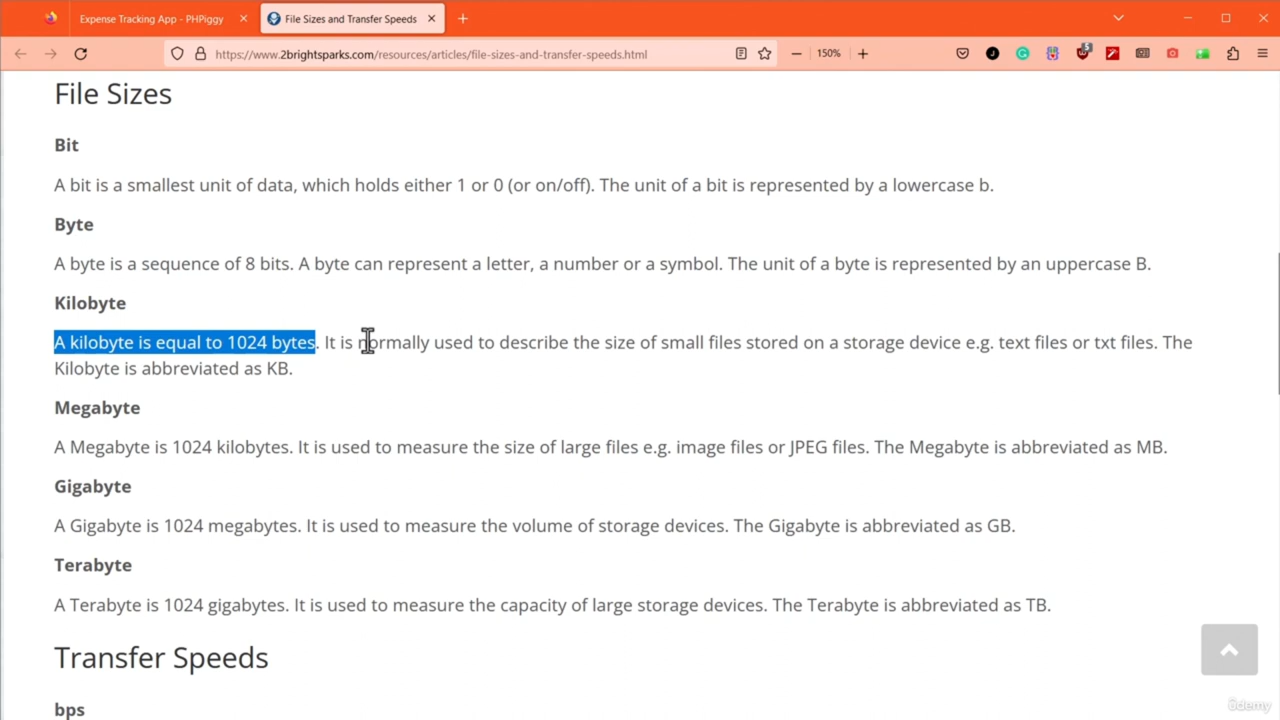 Expense Tracking App - PHPiggy
File Sizes and Transfer Speeds
https://www.2brightsparks.com/resources/articles/file-sizes-and-transfer-speeds.html
150%
File Sizes
Bit
A bit is a smallest unit of data, which holds either 1 or 0 (or on/off). The unit of a bit is represented by a lowercase b.
Byte
A byte is a sequence of 8 bits. A byte can represent a letter, a number or a symbol. The unit of a byte is represented by an uppercase B.
Kilobyte
A kilobyte is equal to 1024 bytes. It is normally used to describe the size of small files stored on a storage device e.g. text files or txt files. The
Kilobyte is abbreviated as KB.
Megabyte
A Megabyte is 1024 kilobytes. It is used to measure the size of large files e.g. image files or JPEG files. The Megabyte is abbreviated as MB.
Gigabyte
A Gigabyte is 1024 megabytes. It is used to measure the volume of storage devices. The Gigabyte is abbreviated as GB.
Terabyte
A Terabyte is 1024 gigabytes. It is used to measure the capacity of large storage devices. The Terabyte is abbreviated as TB.
Transfer Speeds
bps
Udemy